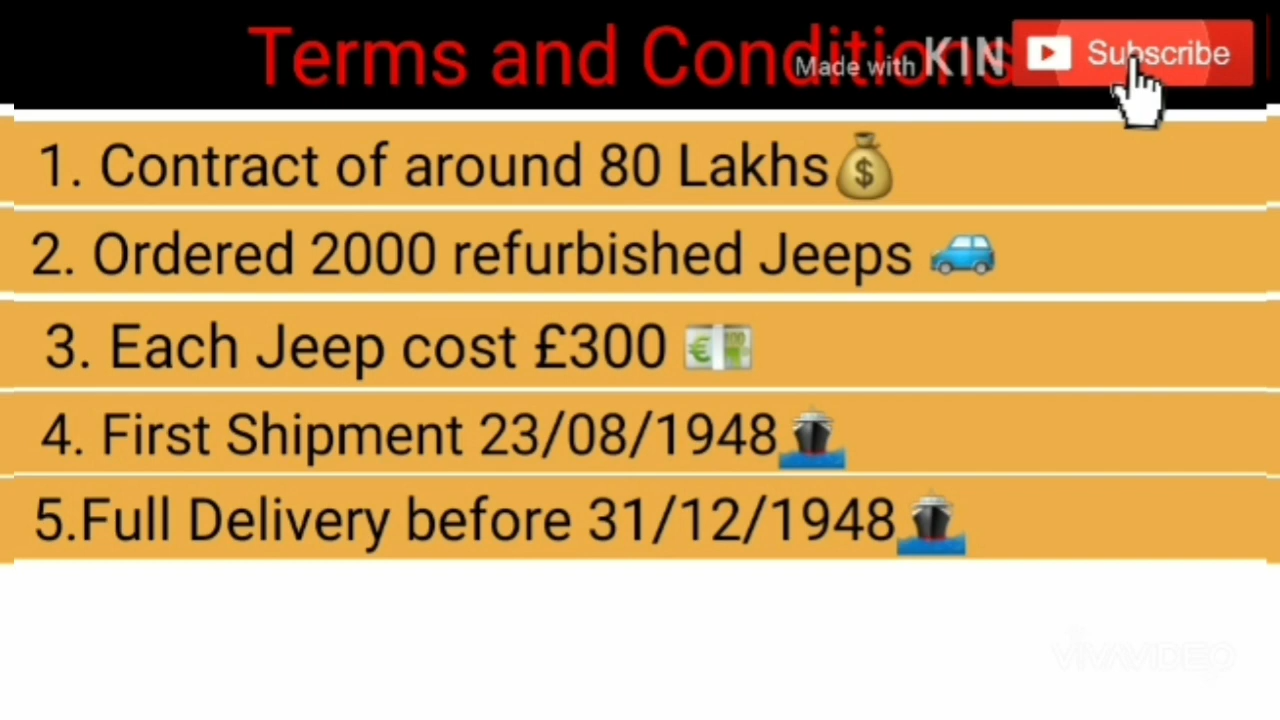 Terms and Conditions
Made with KIN
Subscribe
1. Contract of around 80 Lakhs
2. Ordered 2000 refurbished Jeeps
3. Each Jeep cost £300
4. First Shipment 23/08/1948
5.Full Delivery before 31/12/1948
VIVAVIDEO